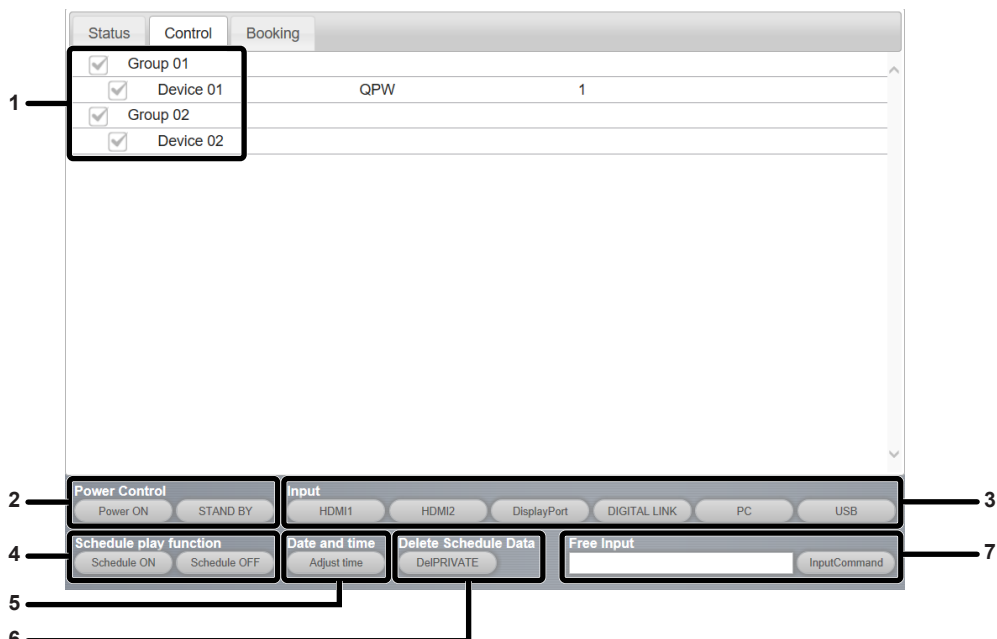 Status Control Booking
Group 01
Device 01 QPW 1
Group 02
Device 02
1
Power Control Input
2 Power ON STAND BY HDMI1 HDMI2 DisplayPort DIGITAL LINK PC USB 3
Schedule play function Date and time Delete Schedule Data Free Input
4 Schedule ON Schedule OFF Adjust time DelPRIVATE InputCommand 7
5
6